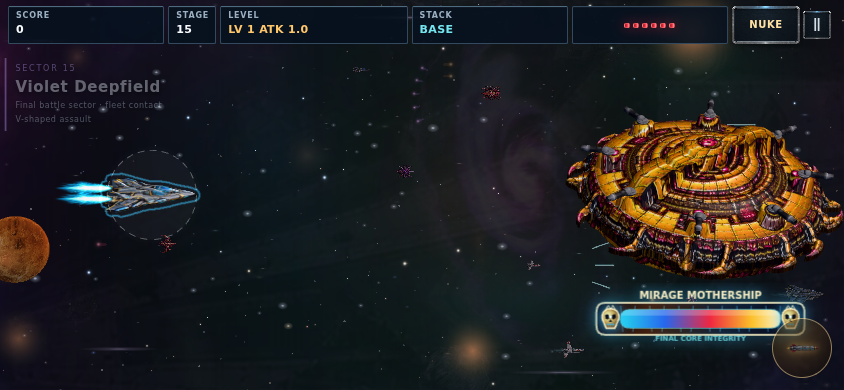 SCORE
0
STAGE
15
LEVEL
LV 1 ATK 1.0
STACK
BASE
NUKE
SECTOR 15
Violet Deepfield
Final battle sector · fleet contact
V-shaped assault
MIRAGE MOTHERSHIP
FINAL CORE INTEGRITY